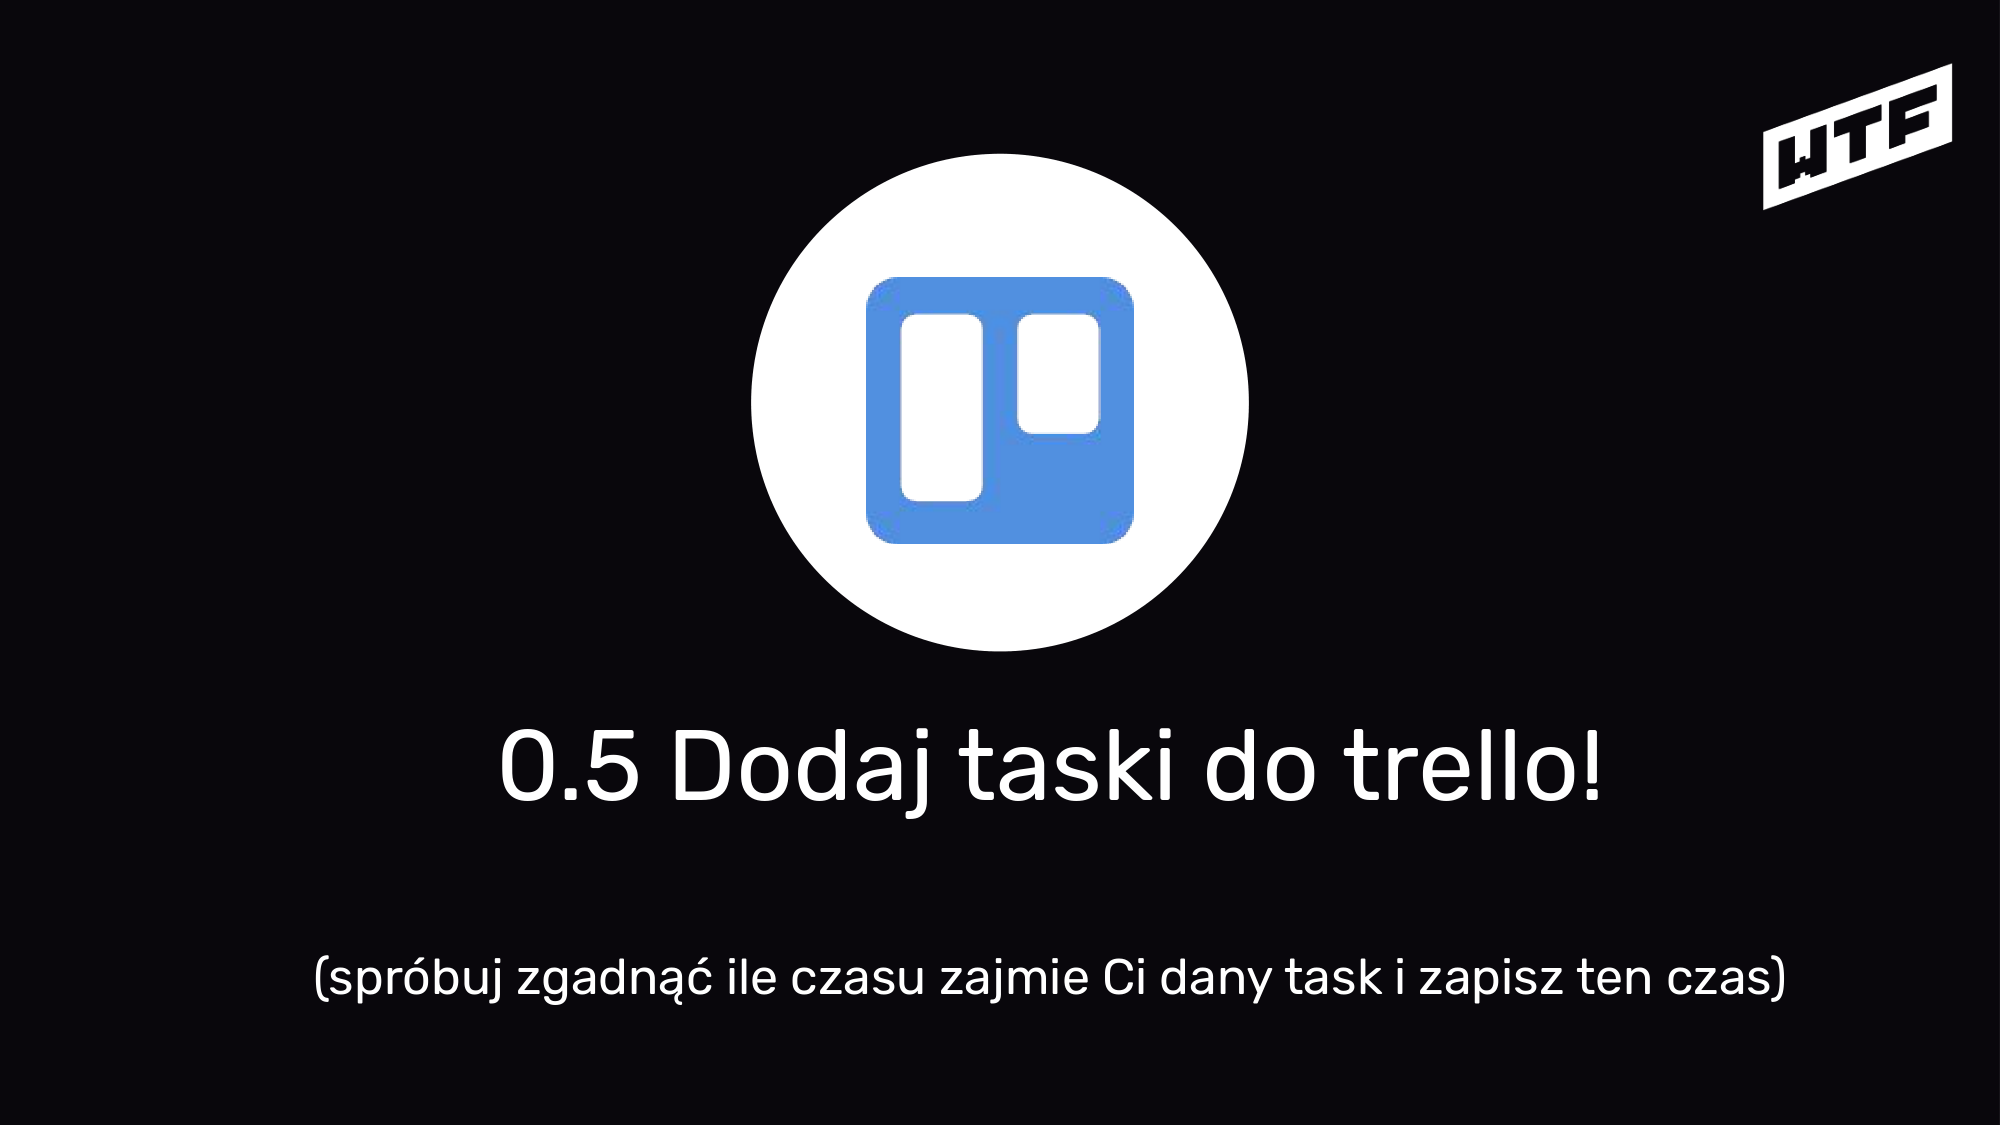 WTF
0.5 Dodaj taski do trello!
(spróbuj zgadnąć ile czasu zajmie Ci dany task i zapisz ten czas)